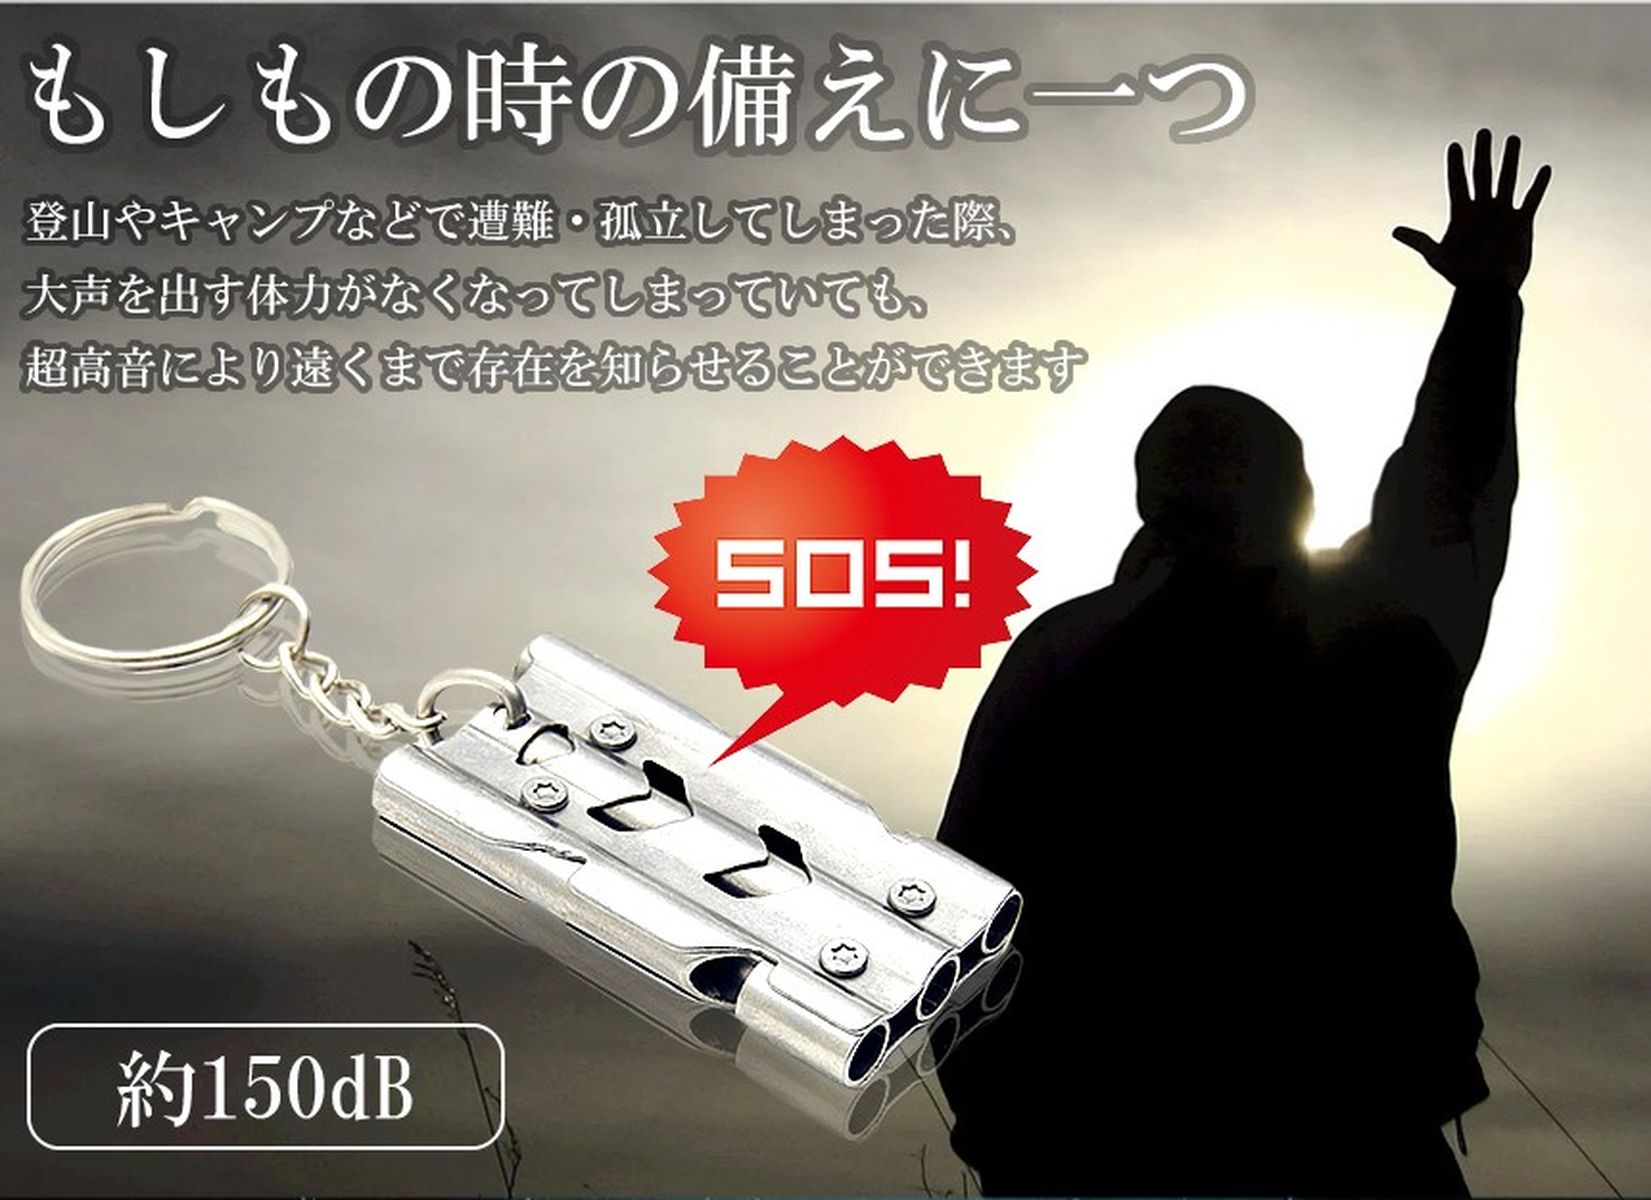 もしもの時の備えに一つ
登山やキャンプなどで遭難・孤立してしまった際、
大声を出す体力がなくなってしまっていても、
超高音により遠くまで存在を知らせることができます
SOS!
約150dB